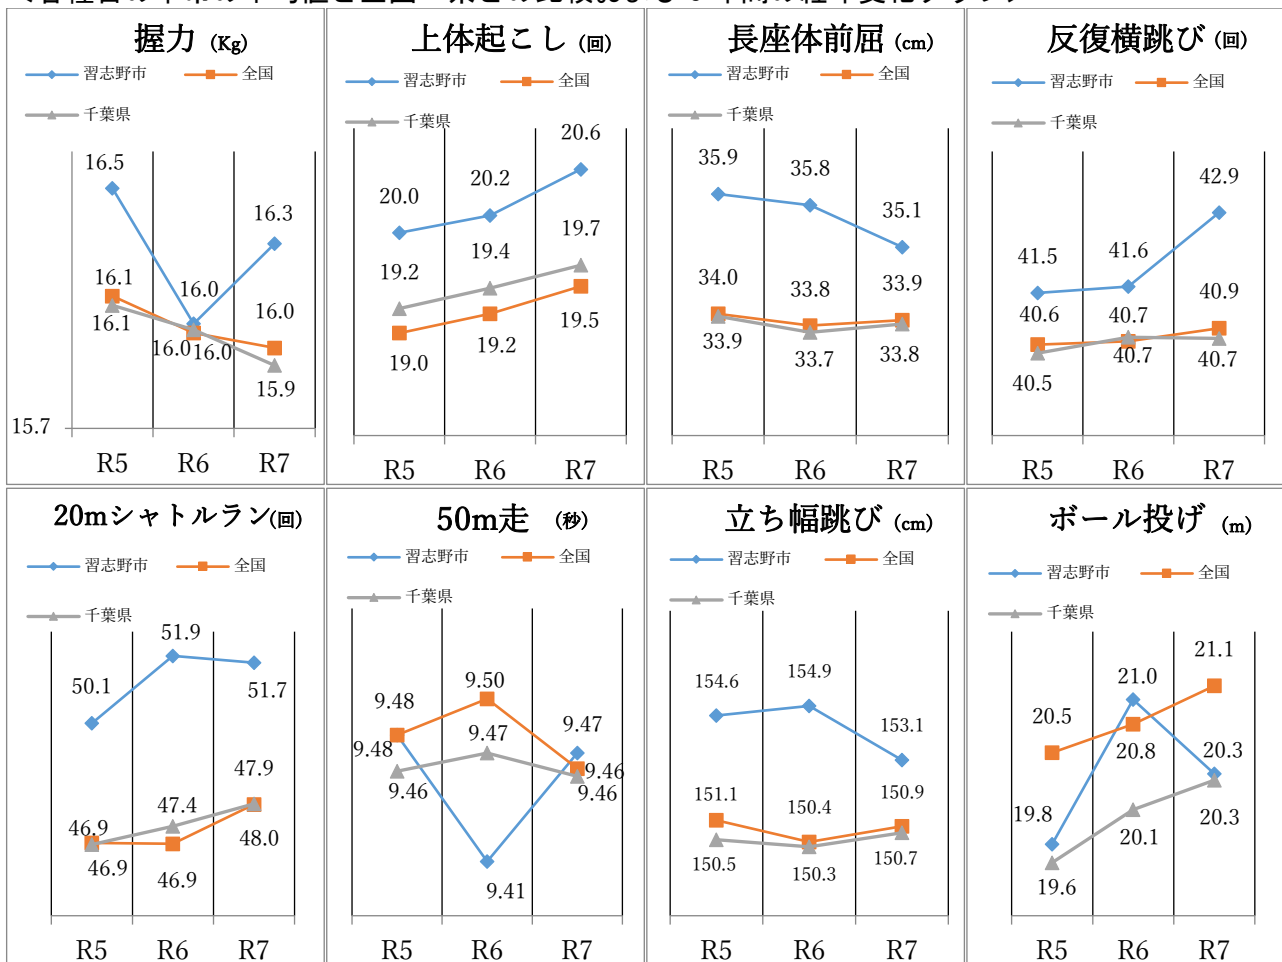 握力 (Kg)
習志野市 全国
千葉県
16.5
16.3
16.1
16.0
16.0
16.1
16.0
16.0
15.9
15.7
R5 R6 R7
上体起こし (回)
習志野市 全国
千葉県
20.6
20.2
20.0
19.7
19.4
19.2
19.5
19.2
19.0
R5 R6 R7
長座体前屈 (cm)
習志野市 全国
千葉県
35.9
35.8
35.1
34.0
33.8
33.9
33.9
33.7
33.8
R5 R6 R7
反復横跳び (回)
習志野市 全国
千葉県
42.9
41.5
41.6
40.9
40.6
40.7
40.7
40.7
40.5
R5 R6 R7
20mシャトルラン(回)
習志野市 全国
千葉県
51.9
50.1
51.7
47.9
47.4
46.9
48.0
46.9
46.9
R5 R6 R7
50m走 (秒)
習志野市 全国
千葉県
9.50
9.48
9.47
9.47
9.48
9.46
9.46
9.46
9.41
R5 R6 R7
立ち幅跳び (cm)
習志野市 全国
千葉県
154.9
154.6
153.1
151.1
150.4
150.9
150.5
150.3
150.7
R5 R6 R7
ボール投げ (m)
習志野市 全国
千葉県
21.1
21.0
20.5
20.8
20.3
19.8
20.3
20.1
19.6
R5 R6 R7